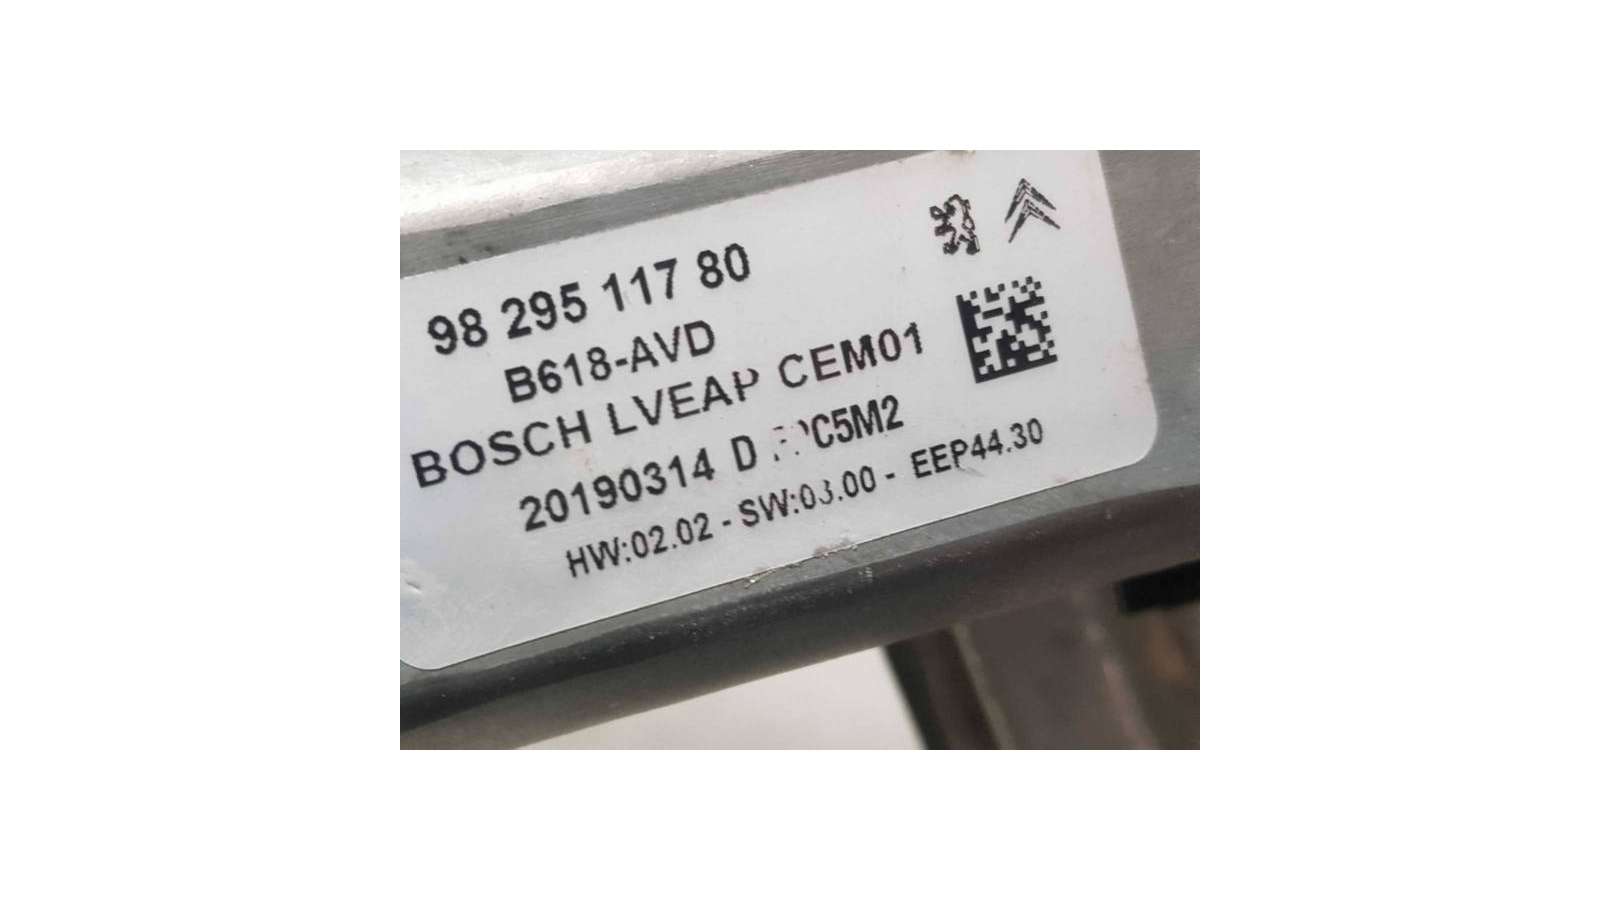 98 295 117 80
B618-AVD
BOSCH LVEAP CEM01
20190314 D
HW:02.02 - SW:03.00 - EEP44.30